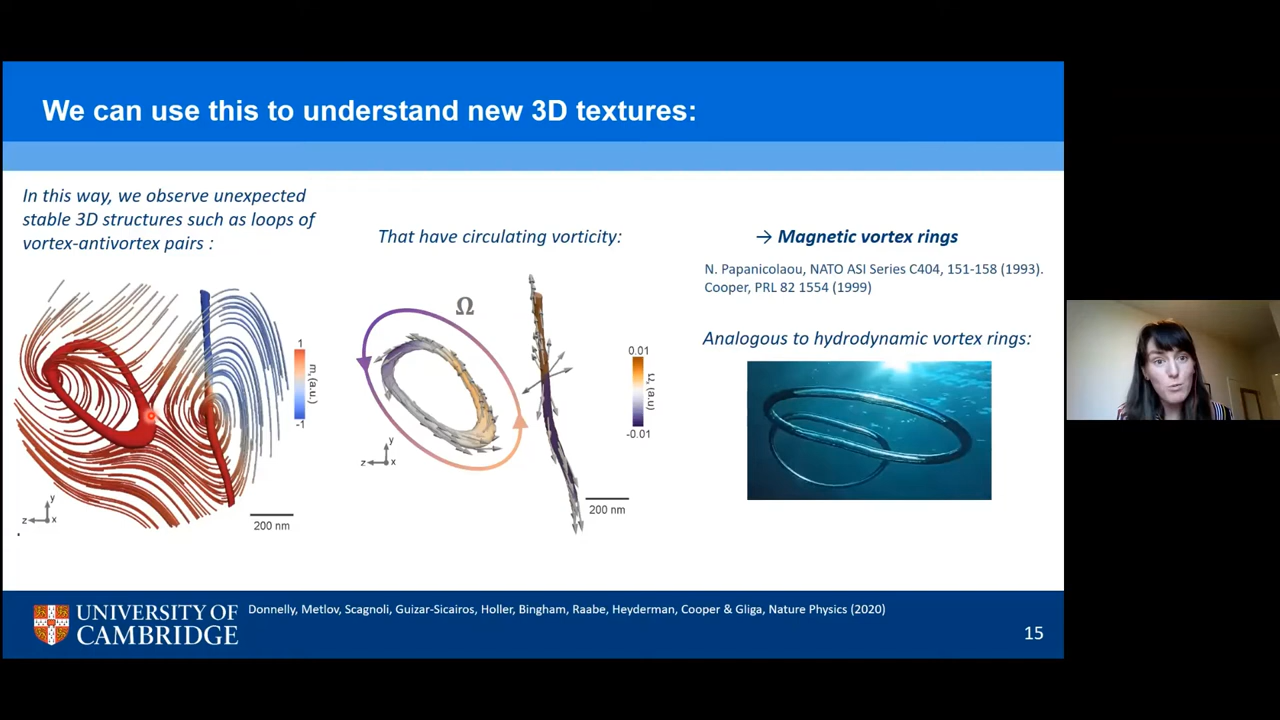 We can use this to understand new 3D textures:
In this way, we observe unexpected
stable 3D structures such as loops of
vortex-antivortex pairs :
1
mₓ(a.u.)
-1
y
z
x
200 nm
That have circulating vorticity:
Ω
0.01
ωₓ(a.u)
-0.01
y
z
x
200 nm
→ Magnetic vortex rings
N. Papanicolaou, NATO ASI Series C404, 151-158 (1993).
Cooper, PRL 82 1554 (1999)
Analogous to hydrodynamic vortex rings:
UNIVERSITY OF
CAMBRIDGE
Donnelly, Metlov, Scagnoli, Guizar-Sicairos, Holler, Bingham, Raabe, Heyderman, Cooper & Gliga, Nature Physics (2020)
15